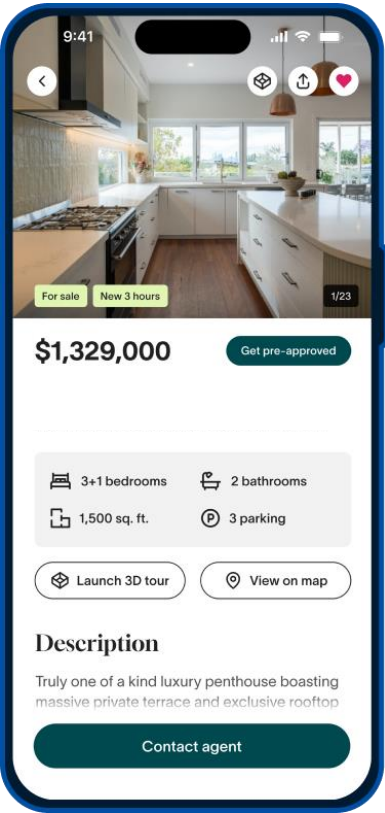 9:41
For sale New 3 hours 1/23
$1,329,000 Get pre-approved
3+1 bedrooms 2 bathrooms
1,500 sq. ft. P 3 parking
Launch 3D tour View on map
Description
Truly one of a kind luxury penthouse boasting
massive private terrace and exclusive rooftop
Contact agent